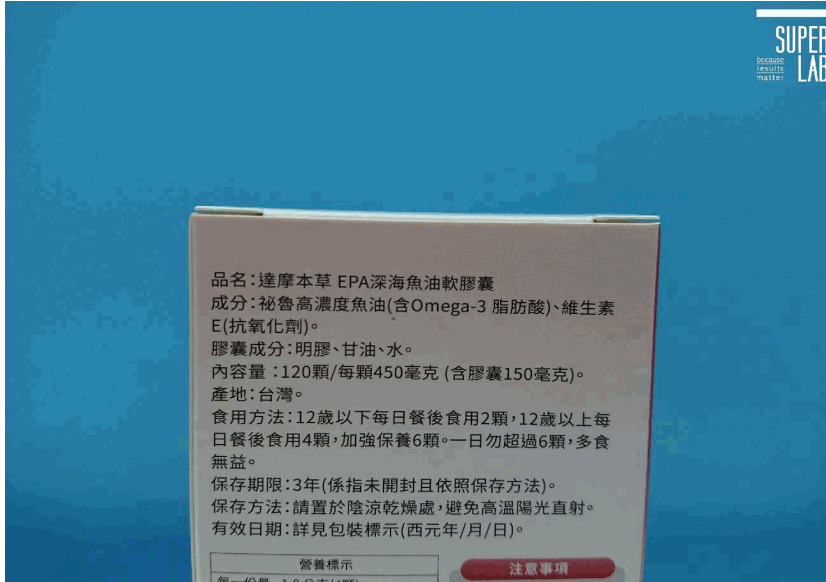 SUPER
LAB
because
results
matter
品名:達摩本草 EPA深海魚油軟膠囊
成分:祕魯高濃度魚油(含Omega-3 脂肪酸)、維生素
E(抗氧化劑)。
膠囊成分:明膠、甘油、水。
內容量:120顆/每顆450毫克 (含膠囊150毫克)。
產地:台灣。
食用方法:12歲以下每日餐後食用2顆,12歲以上每
日餐後食用4顆,加強保養6顆。一日勿超過6顆,多食
無益。
保存期限:3年(係指未開封且依照保存方法)。
保存方法:請置於陰涼乾燥處,避免高溫陽光直射。
有效日期:詳見包裝標示(西元年/月/日)。
營養標示
注意事項